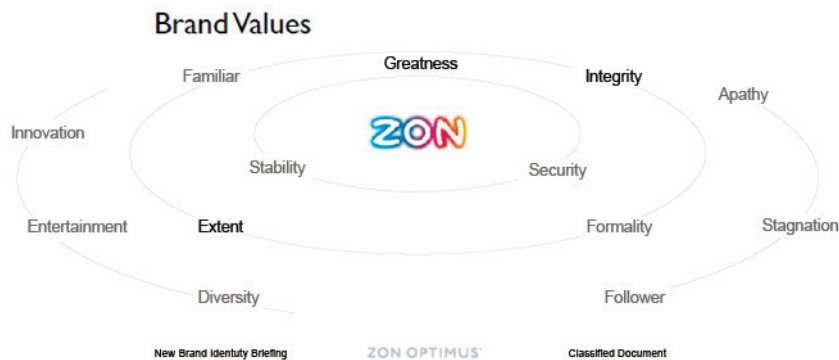 Brand Values
Greatness
Familiar
Integrity
Apathy
Innovation
ZON
Stability
Security
Entertainment
Extent
Formality
Stagnation
Diversity
Follower
New Brand Identuty Briefing
ZON OPTIMUS
Classified Document